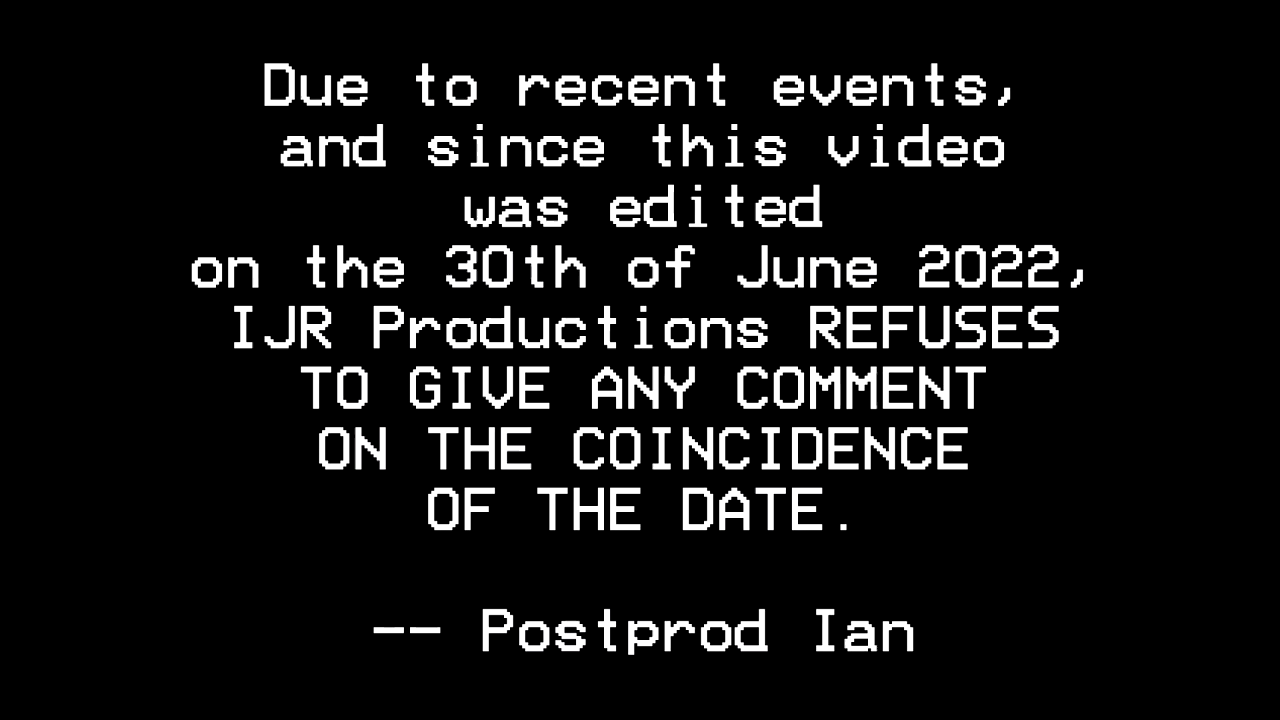 Due to recent events,
and since this video
was edited
on the 30th of June 2022,
IJR Productions REFUSES
TO GIVE ANY COMMENT
ON THE COINCIDENCE
OF THE DATE.
-- Postprod Ian